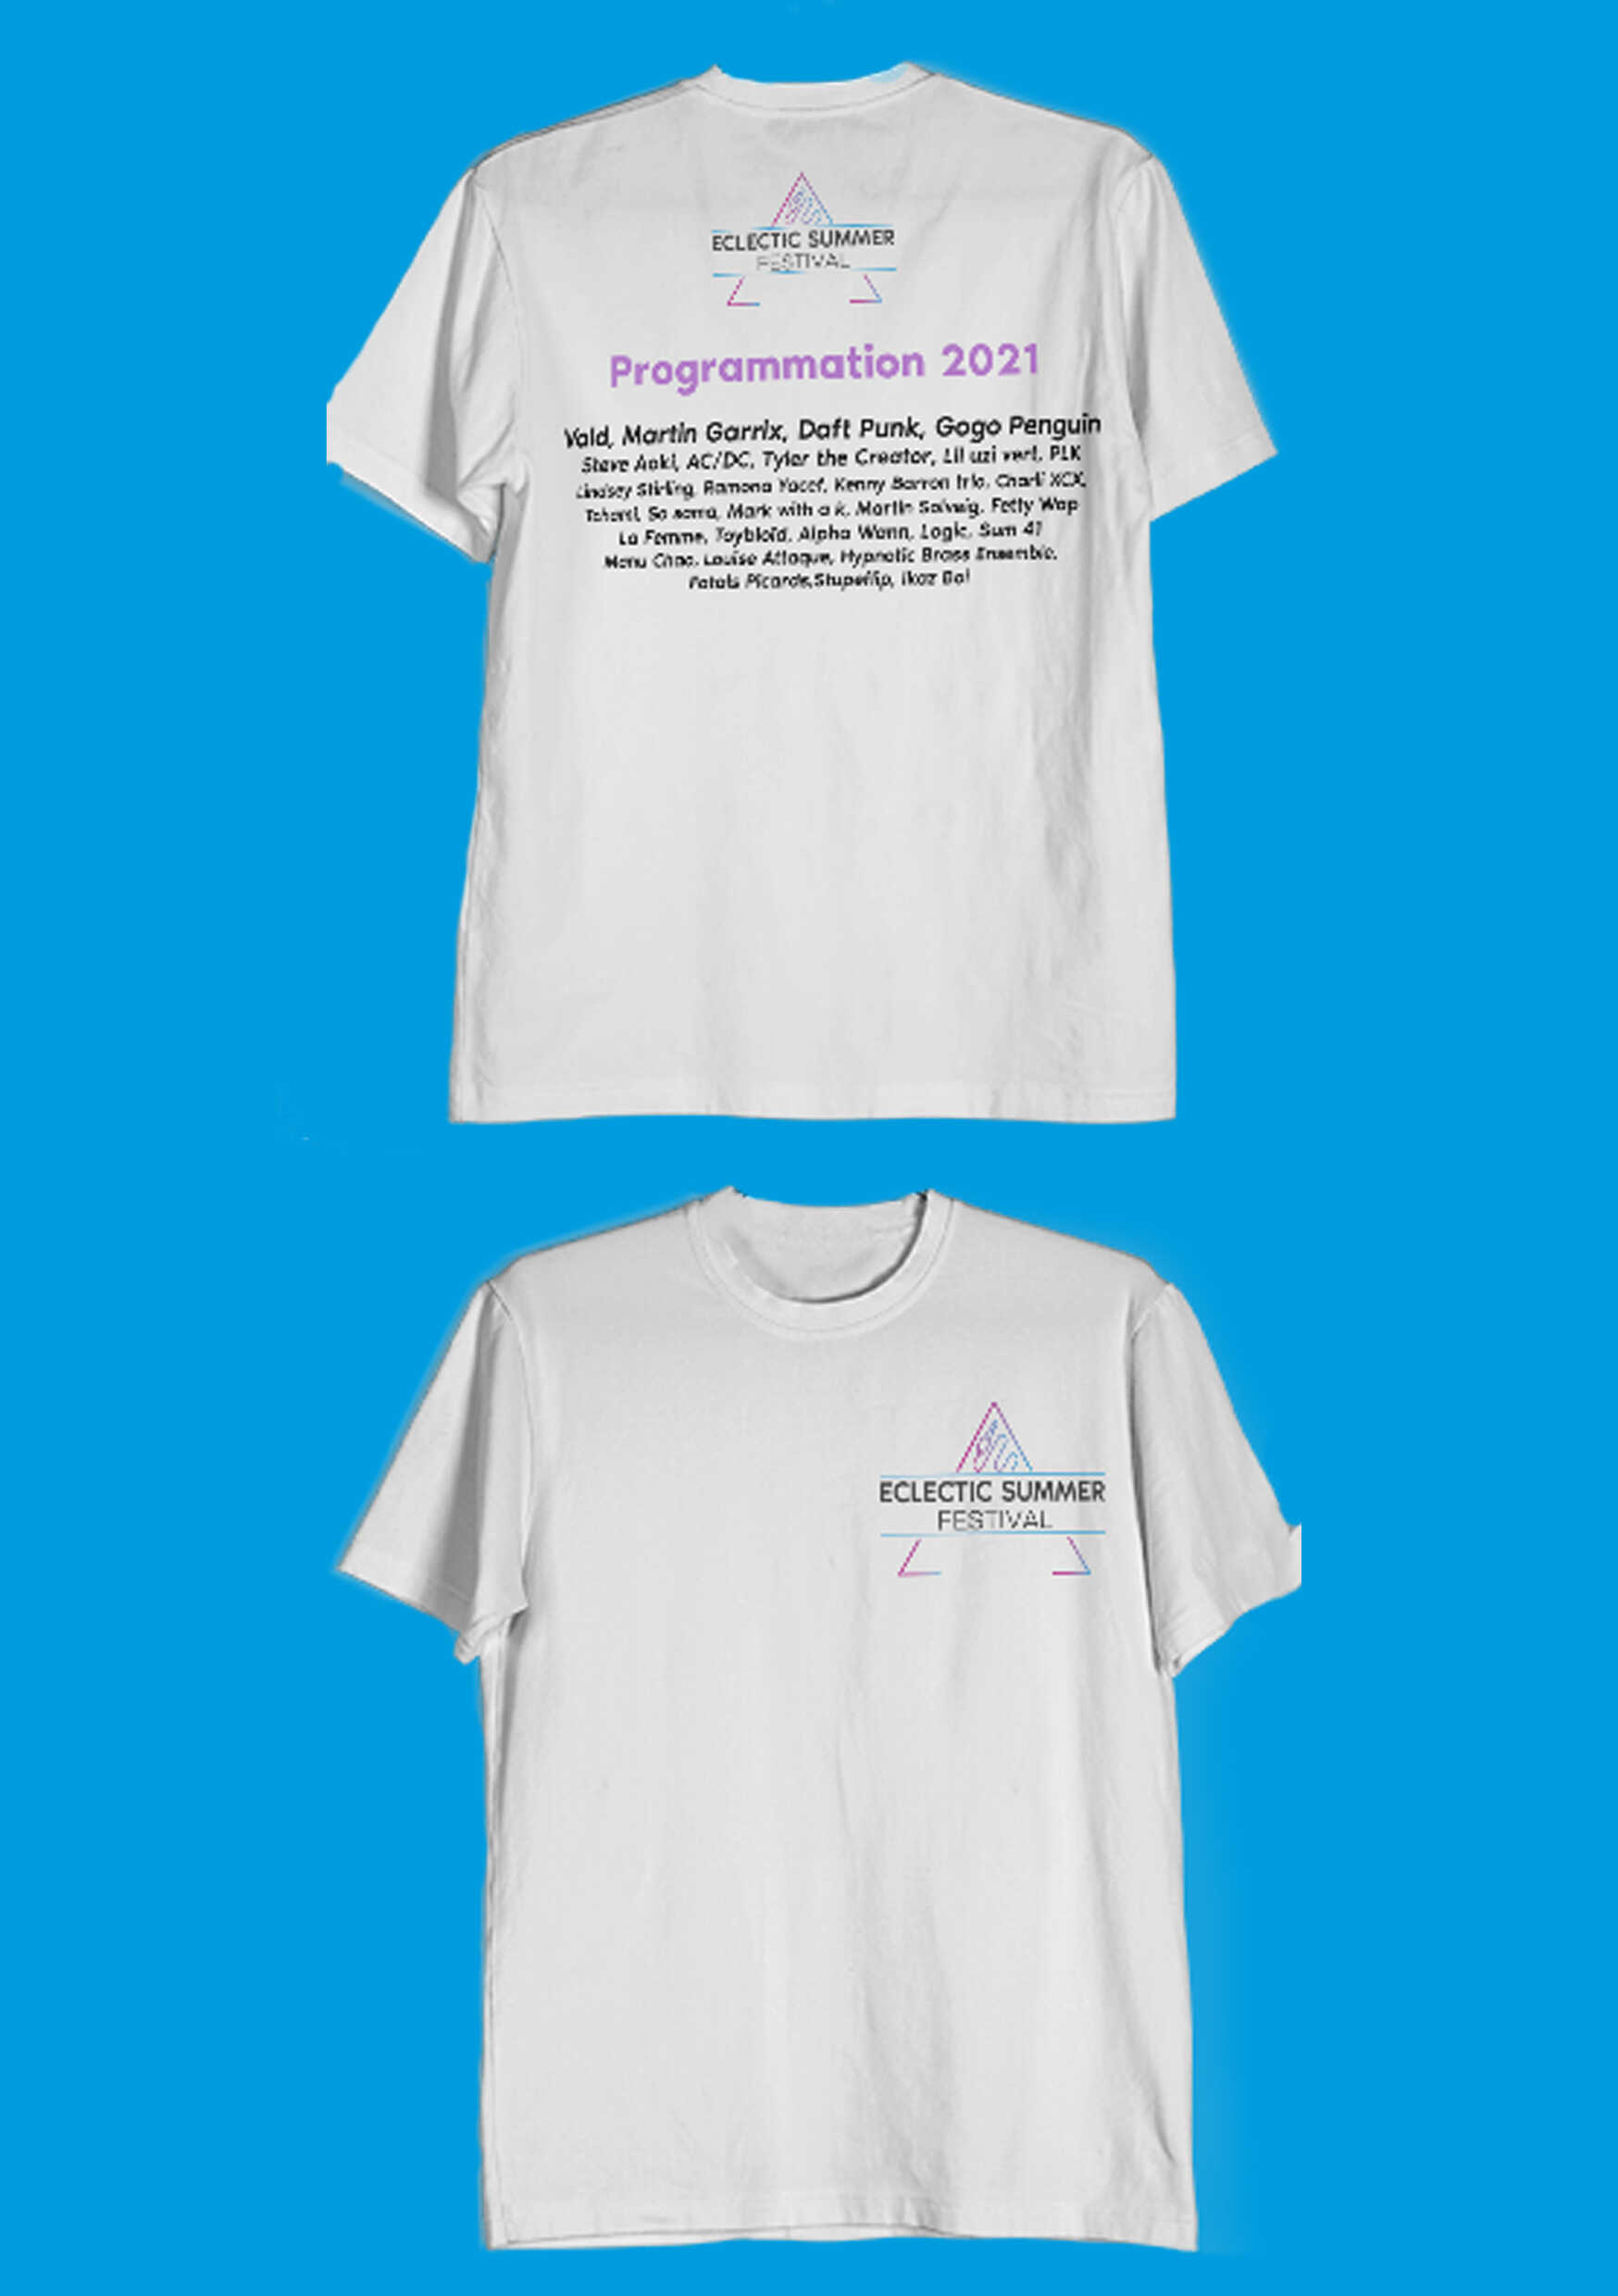 ECLECTIC SUMMER
FESTIVAL
Programmation 2021
Vald, Martin Garrix, Daft Punk, Gogo Penguin
Steve Aoki, AC/DC, Tyler the Creator, Lil uzi vert, PLK
Lindsey Stirling, Ramona Yacef, Kenny Barron trio, Charli XCX,
Tchami, So sama, Mark with a k, Martin Solveig, Fetty Wap
La Femme, Toybloïd, Alpha Wann, Logic, Sum 41
Manu Chao, Louise Attaque, Hypnotic Brass Ensemble,
Fatals Picards,Stupeflip, Ikaz Boi
ECLECTIC SUMMER
FESTIVAL